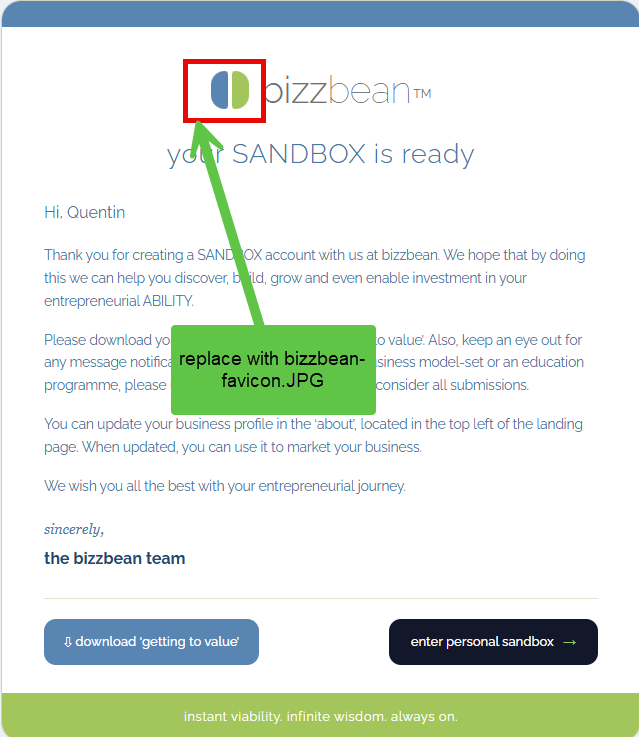 bizzbean™
your SANDBOX is ready
Hi, Quentin
Thank you for creating a SANDBOX account with us at bizzbean. We hope that by doing
this we can help you discover, build, grow and even enable investment in your
entrepreneurial ABILITY.
Please download yo to value'. Also, keep an eye out for
any message notifica siness model-set or an education
programme, please consider all submissions.
replace with bizzbean-
favicon.JPG
You can update your business profile in the 'about', located in the top left of the landing
page. When updated, you can use it to market your business.
We wish you all the best with your entrepreneurial journey.
sincerely,
the bizzbean team
⇩ download 'getting to value'
enter personal sandbox →
instant viability. infinite wisdom. always on.